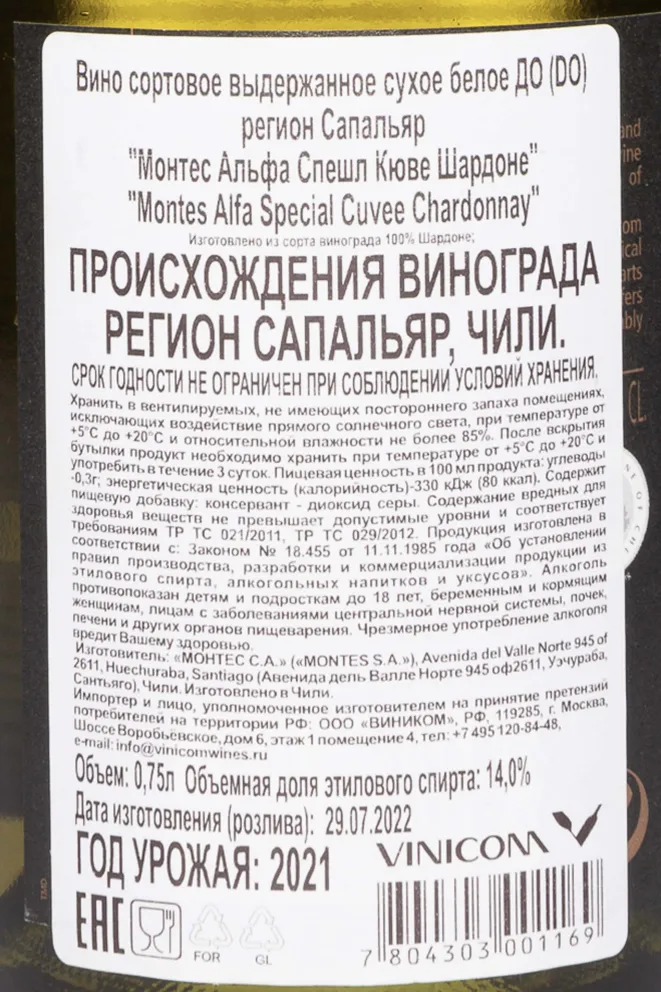 Вино сортовое выдержанное сухое белое ДО (DO)
регион Сапальяр
"Монтес Альфа Спешл Кюве Шардоне"
"Montes Alfa Special Cuvee Chardonnay"
Изготовлено из сорта винограда 100% Шардоне;
ПРОИСХОЖДЕНИЯ ВИНОГРАДА
РЕГИОН САПАЛЬЯР, ЧИЛИ.
СРОК ГОДНОСТИ НЕ ОГРАНИЧЕН ПРИ СОБЛЮДЕНИИ УСЛОВИЙ ХРАНЕНИЯ.
Хранить в вентилируемых, не имеющих постороннего запаха помещениях,
исключающих воздействие прямого солнечного света, при температуре от
+5°С до +20°С и относительной влажности не более 85%. После вскрытия
бутылки продукт необходимо хранить при температуре от +5°С до +20°С и
употребить в течение 3 суток. Пищевая ценность в 100 мл продукта: углеводы
-0,3г; энергетическая ценность (калорийность)-330 кДж (80 ккал). Содержит
пищевую добавку: консервант - диоксид серы. Содержание вредных для
здоровья веществ не превышает допустимые уровни и соответствует
требованиям ТР ТС 021/2011, ТР ТС 029/2012. Продукция изготовлена в
соответствии с: Законом № 18.455 от 11.11.1985 года «Об установлении
правил производства, разработки и коммерциализации продукции из
этилового спирта, алкогольных напитков и уксусов». Алкоголь
противопоказан детям и подросткам до 18 лет, беременным и кормящим
женщинам, лицам с заболеваниями центральной нервной системы, почек,
печени и других органов пищеварения. Чрезмерное употребление алкоголя
вредит Вашему здоровью.
Изготовитель: «МОНТЕС С.А.» («MONTES S.A.»), Avenida del Valle Norte 945 of
2611, Huechuraba, Santiago (Авенида дель Валле Норте 945 оф2611, Уэчураба,
Сантьяго), Чили. Изготовлено в Чили.
Импортер и лицо, уполномоченное изготовителем на принятие претензий
потребителей на территории РФ: ООО «ВИНИКОМ», РФ, 119285, г. Москва,
Шоссе Воробьёвское, дом 6, этаж 1 помещение 4, тел: +7 495 120-84-48,
e-mail: info@vinicomwines.ru
Объем: 0,75л Объемная доля этилового спирта: 14,0%
Дата изготовления (розлива): 29.07.2022
ГОД УРОЖАЯ: 2021
VINICOM
EAC
FOR
GL
7 804303 001169
and
wine
of
om
ical
arts
fers
bly
CL
TMD